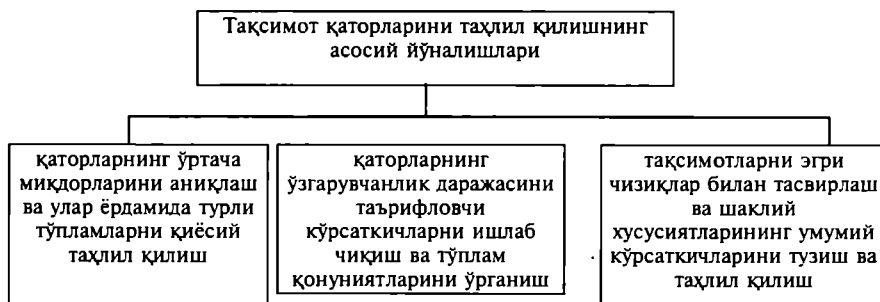 Тақсимот қаторларини таҳлил қилишнинг
асосий йўналишлари
қаторларнинг ўртача
миқдорларини аниқлаш
ва улар ёрдамида турли
тўпламларни қиёсий
таҳлил қилиш
қаторларнинг
ўзгарувчанлик даражасини
таърифловчи
кўрсаткичларни ишлаб
чиқиш ва тўплам
қонуниятларини ўрганиш
тақсимотларни эгри
чизиқлар билан тасвирлаш
ва шаклий
хусусиятларининг умумий
кўрсаткичларини тузиш ва
таҳлил қилиш